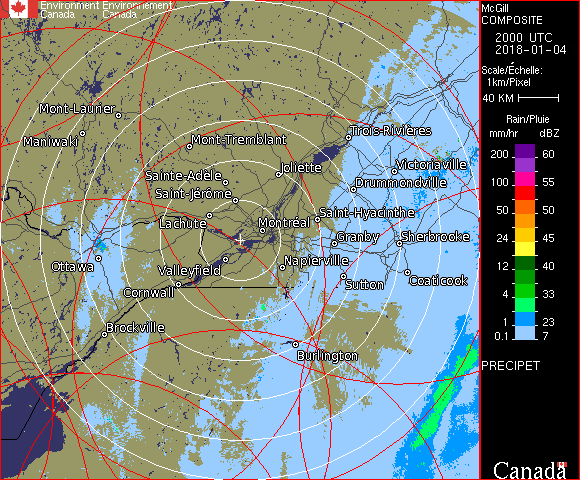 Environment Environnement
Canada Canada
McGill
COMPOSITE
2000 UTC
2018-01-04
Scale/Échelle:
1km/Pixel
40 KM
Rain/Pluie
mm/hr dBZ
200 60
100 55
50 50
24 45
12 40
4 33
1 23
0.1 7
PRECIPET
Canada
Mont-Laurier
Maniwaki
Mont-Tremblant
Trois-Rivières
Sainte-Adèle
Joliette
Victoriaville
Saint-Jérôme
Drummondville
Lachute
Montréal
Saint-Hyacinthe
Granby
Sherbrooke
Ottawa
Valleyfield
Napierville
Cornwall
Sutton
Coaticook
Brockville
Burlington